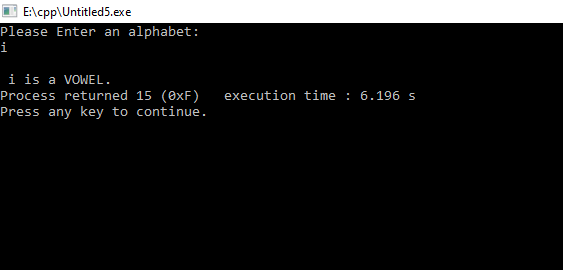 E:\cpp\Untitled5.exe
Please Enter an alphabet:
i
i is a VOWEL.
Process returned 15 (0xF)   execution time : 6.196 s
Press any key to continue.